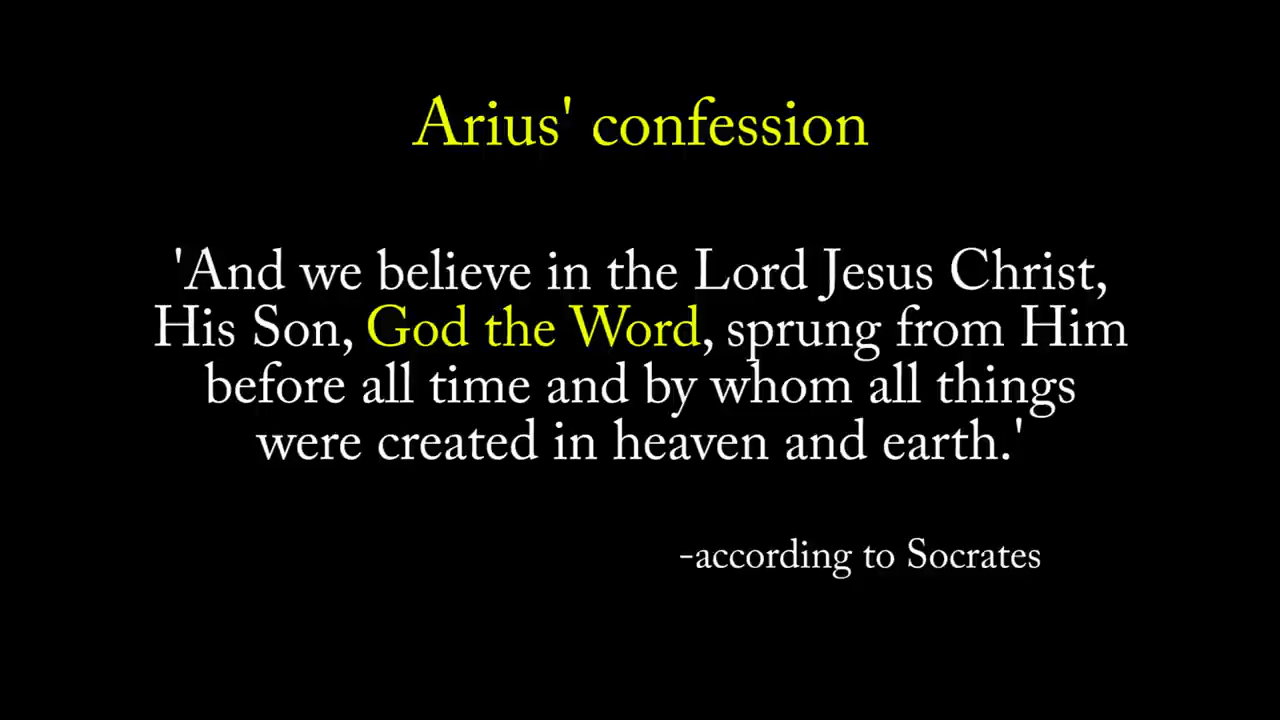 Arius' confession
'And we believe in the Lord Jesus Christ,
His Son, God the Word, sprung from Him
before all time and by whom all things
were created in heaven and earth.'
-according to Socrates